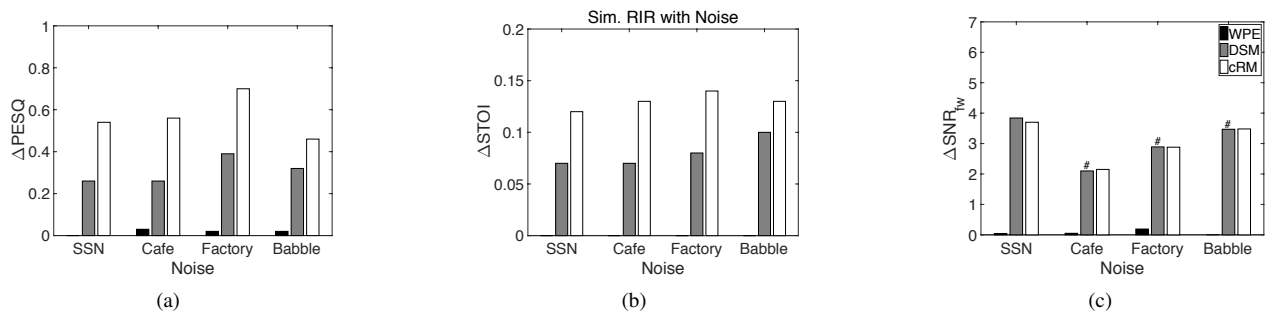 1
0.8
0.6
0.4
0.2
0
ΔPESQ
SSN Cafe Factory Babble
Noise
(a)
Sim. RIR with Noise
0.2
0.15
0.1
0.05
0
ΔSTOI
SSN Cafe Factory Babble
Noise
(b)
7
6
5
4
3
2
1
0
ΔSNR_fw
WPE
DSM
cRM
# # #
SSN Cafe Factory Babble
Noise
(c)